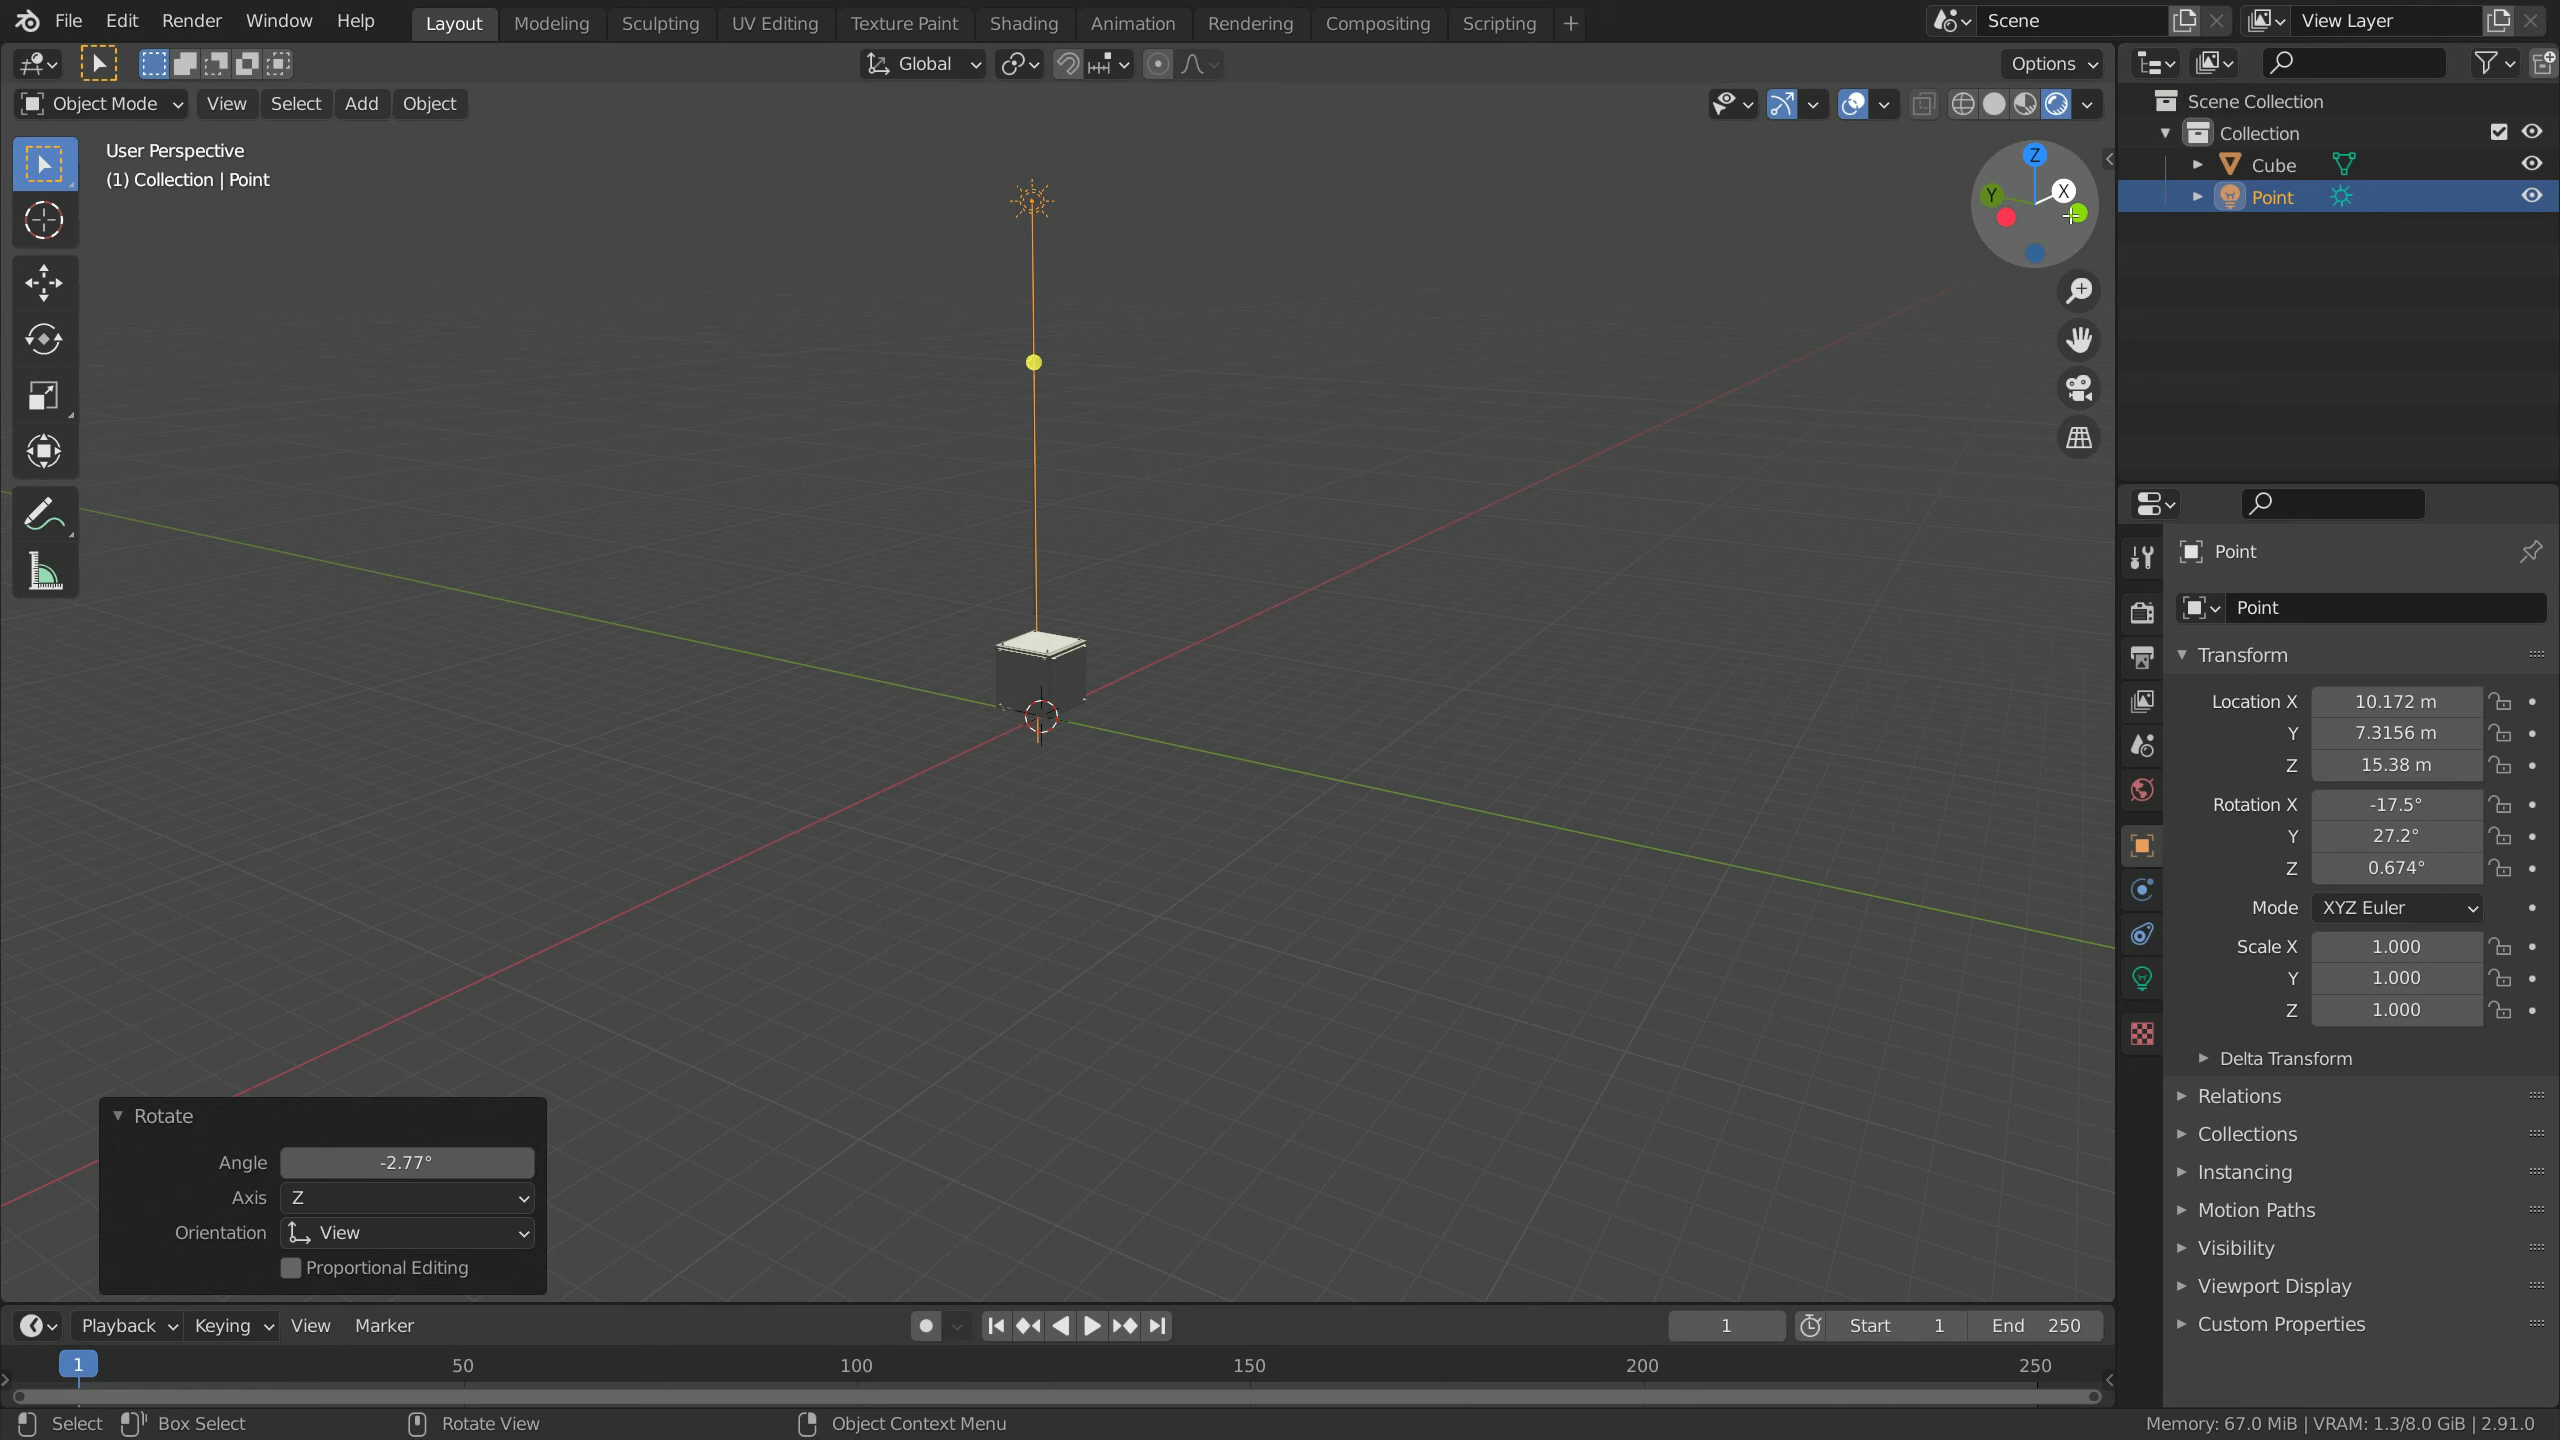 File Edit Render Window Help Layout Modeling Sculpting UV Editing Texture Paint Shading Animation Rendering Compositing Scripting + Scene View Layer
Global Options
Object Mode View Select Add Object
User Perspective
(1) Collection | Point
Z
Y X
Scene Collection
Collection
Cube
Point
Point
Point
Transform
Location X 10.172 m
Y 7.3156 m
Z 15.38 m
Rotation X -17.5°
Y 27.2°
Z 0.674°
Mode XYZ Euler
Scale X 1.000
Y 1.000
Z 1.000
Delta Transform
Relations
Collections
Instancing
Motion Paths
Visibility
Viewport Display
Custom Properties
Rotate
Angle -2.77°
Axis Z
Orientation View
Proportional Editing
Playback Keying View Marker 1 Start 1 End 250
1 50 100 150 200 250
Select Box Select Rotate View Object Context Menu Memory: 67.0 MiB | VRAM: 1.3/8.0 GiB | 2.91.0